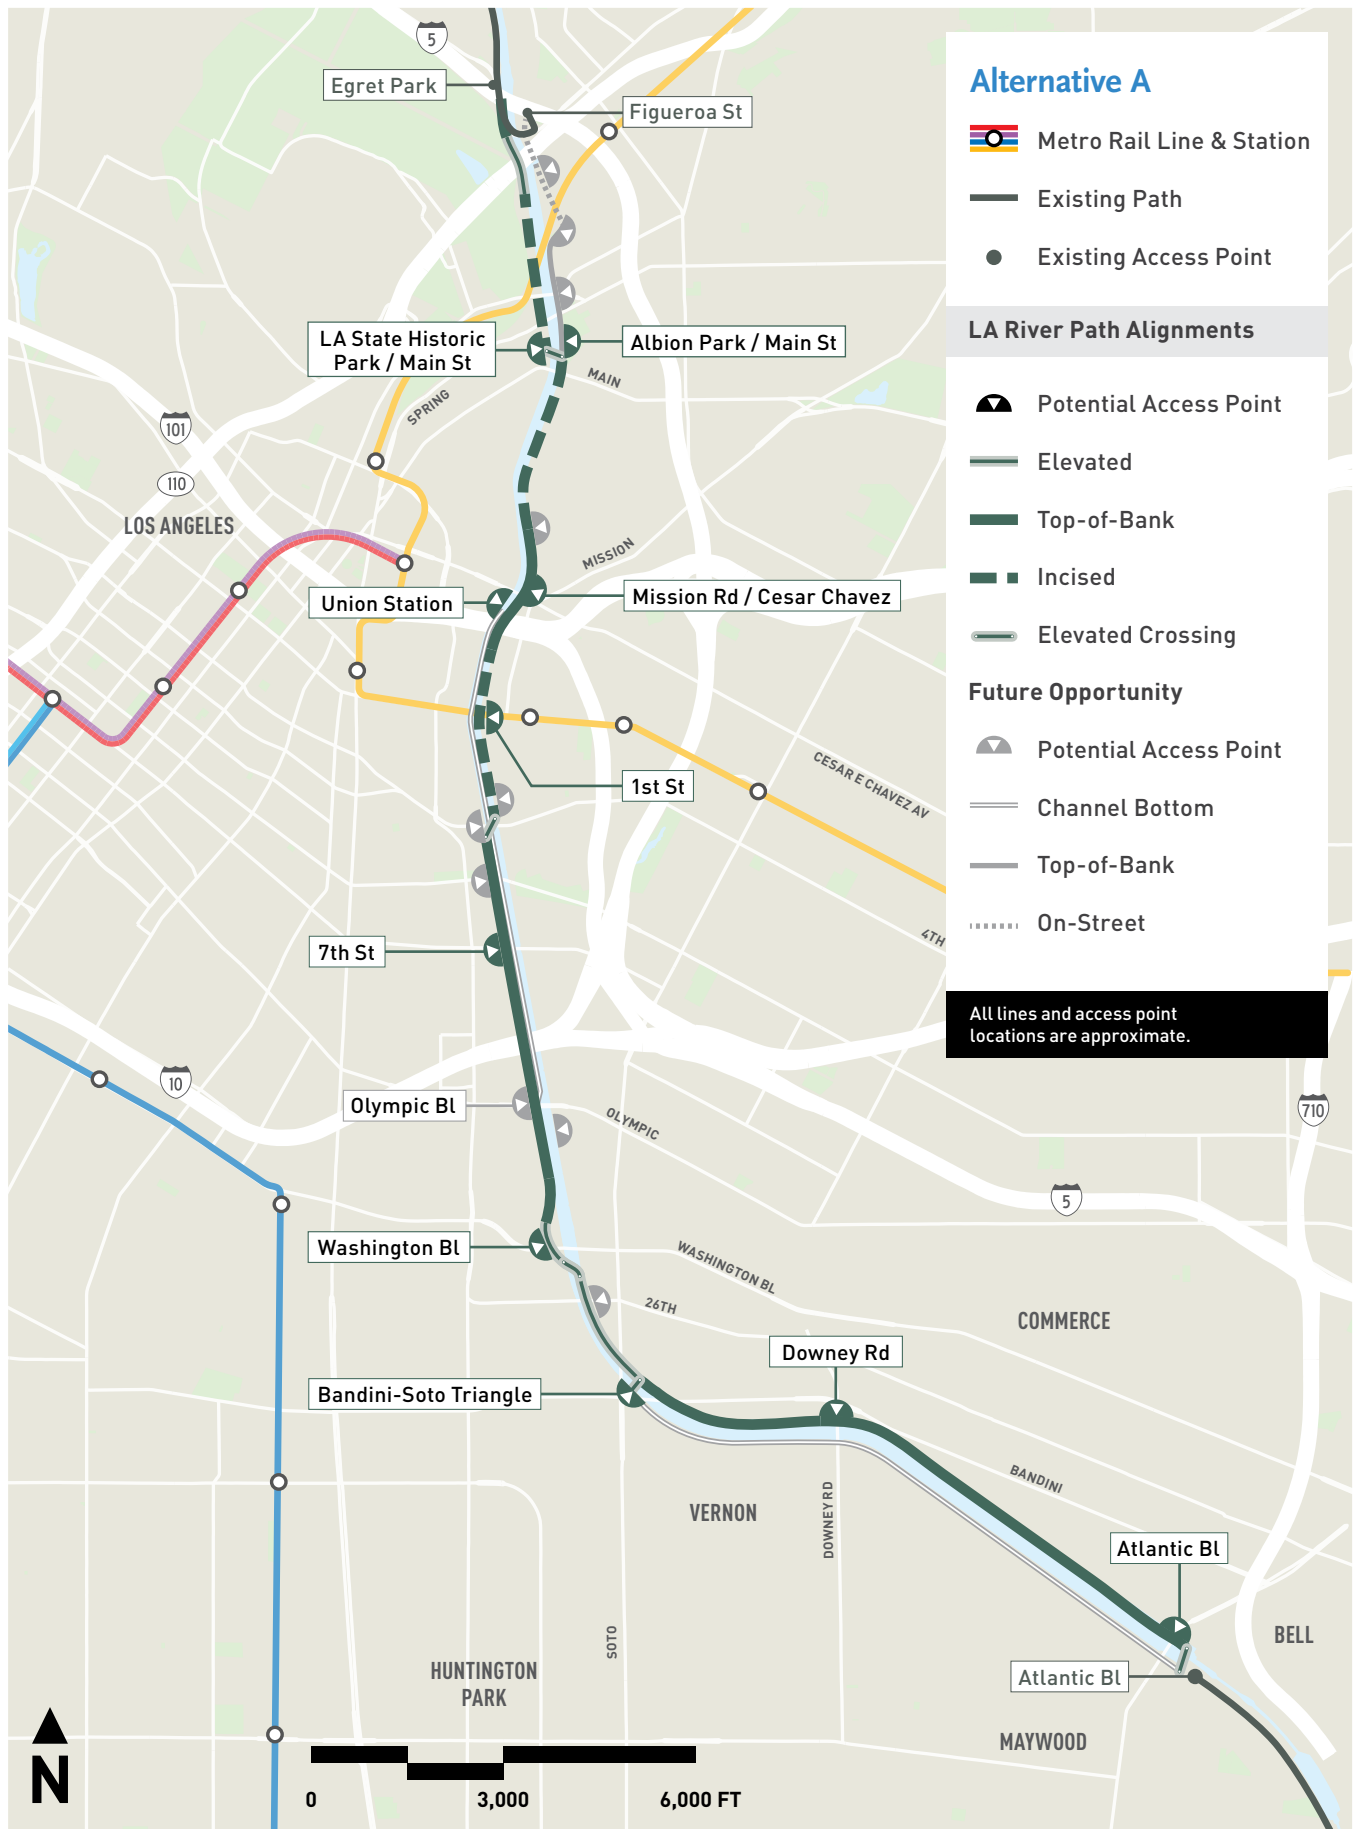 5
Egret Park
Figueroa St
LA State Historic
Park / Main St
Albion Park / Main St
MAIN
SPRING
101
110
LOS ANGELES
MISSION
Union Station
Mission Rd / Cesar Chavez
1st St
CESAR E CHAVEZ AV
4TH
7th St
10
Olympic Bl
OLYMPIC
710
5
Washington Bl
WASHINGTON BL
26TH
COMMERCE
Downey Rd
Bandini-Soto Triangle
BANDINI
VERNON
DOWNEY RD
Atlantic Bl
SOTO
BELL
HUNTINGTON
PARK
Atlantic Bl
MAYWOOD
N
0
3,000
6,000 FT
Alternative A
Metro Rail Line & Station
Existing Path
Existing Access Point
LA River Path Alignments
Potential Access Point
Elevated
Top-of-Bank
Incised
Elevated Crossing
Future Opportunity
Potential Access Point
Channel Bottom
Top-of-Bank
On-Street
All lines and access point
locations are approximate.